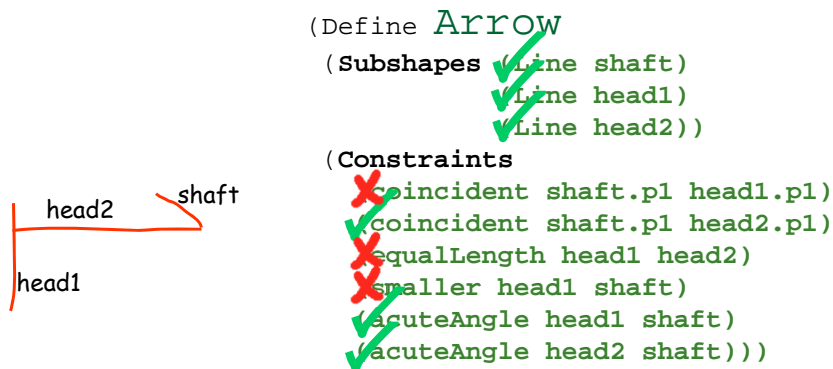 (Define Arrow
(Subshapes (Line shaft)
(Line head1)
(Line head2))
(Constraints
(coincident shaft.p1 head1.p1)
(coincident shaft.p1 head2.p1)
(equalLength head1 head2)
(smaller head1 shaft)
(acuteAngle head1 shaft)
(acuteAngle head2 shaft)))
shaft
head2
head1